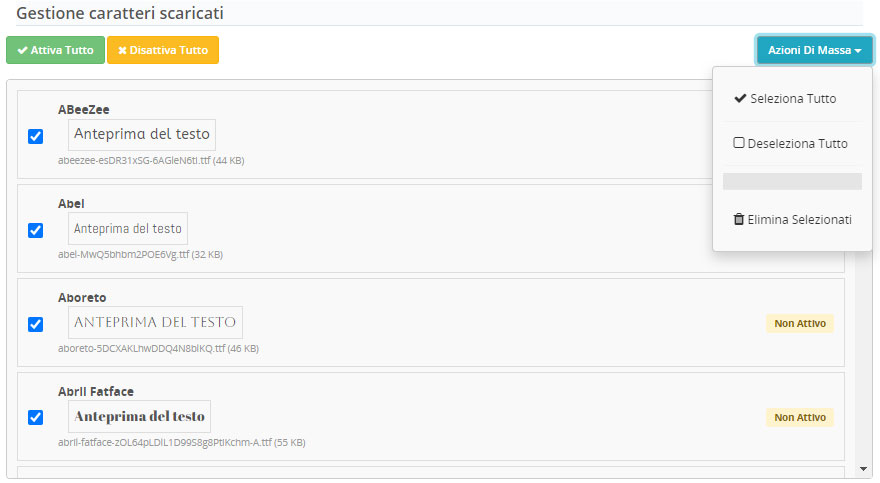 Gestione caratteri scaricati
Attiva Tutto
Disattiva Tutto
Azioni Di Massa
Seleziona Tutto
Deseleziona Tutto
Elimina Selezionati
ABeeZee
Anteprima del testo
abeezee-esDR31xSG-6AGleN6tI.ttf (44 KB)
Abel
Anteprima del testo
abel-MwQ5bhbm2POE6Vg.ttf (32 KB)
Aboreto
ANTEPRIMA DEL TESTO
aboreto-5DCXAKLhwDDQ4N8blKQ.ttf (46 KB)
Non Attivo
Abril Fatface
Anteprima del testo
abril-fatface-zOL64pLDlL1D99S8g8PtiKchm-A.ttf (55 KB)
Non Attivo